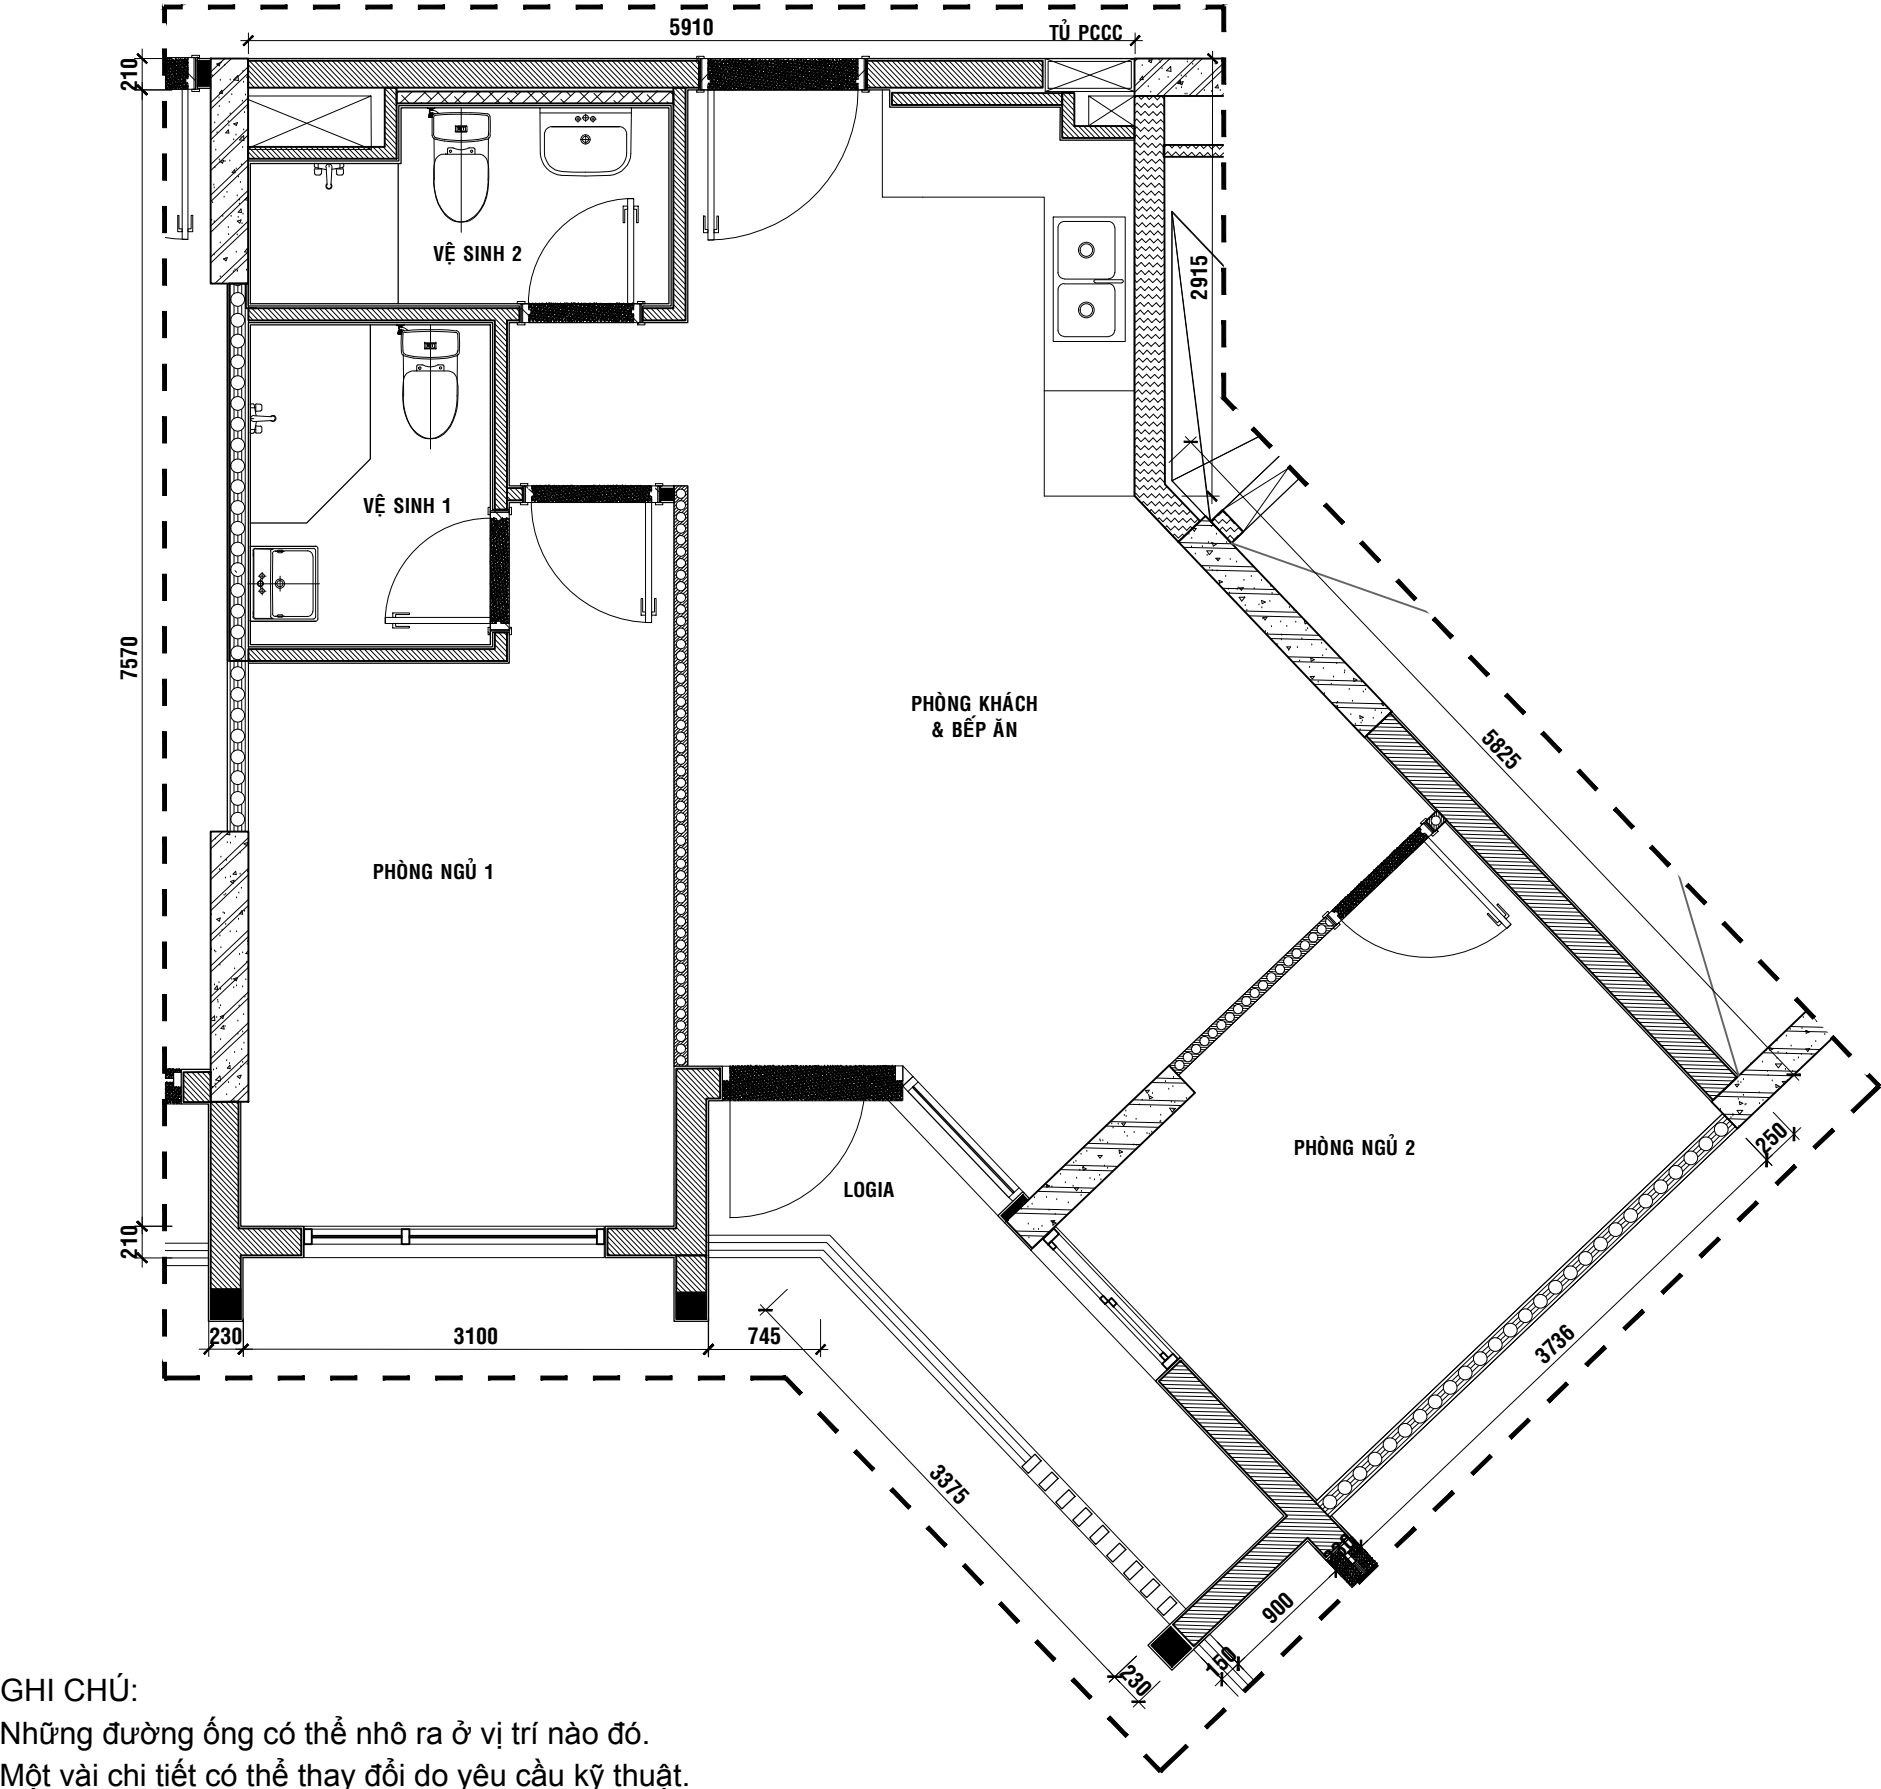 5910
TỦ PCCC
210
VỆ SINH 2
2915
VỆ SINH 1
7570
PHÒNG KHÁCH
& BẾP ĂN
5825
PHÒNG NGỦ 1
PHÒNG NGỦ 2
250
LOGIA
210
230
3100
745
3736
3375
900
150
230
GHI CHÚ:
Những đường ống có thể nhô ra ở vị trí nào đó.
Một vài chi tiết có thể thay đổi do yêu cầu kỹ thuật.